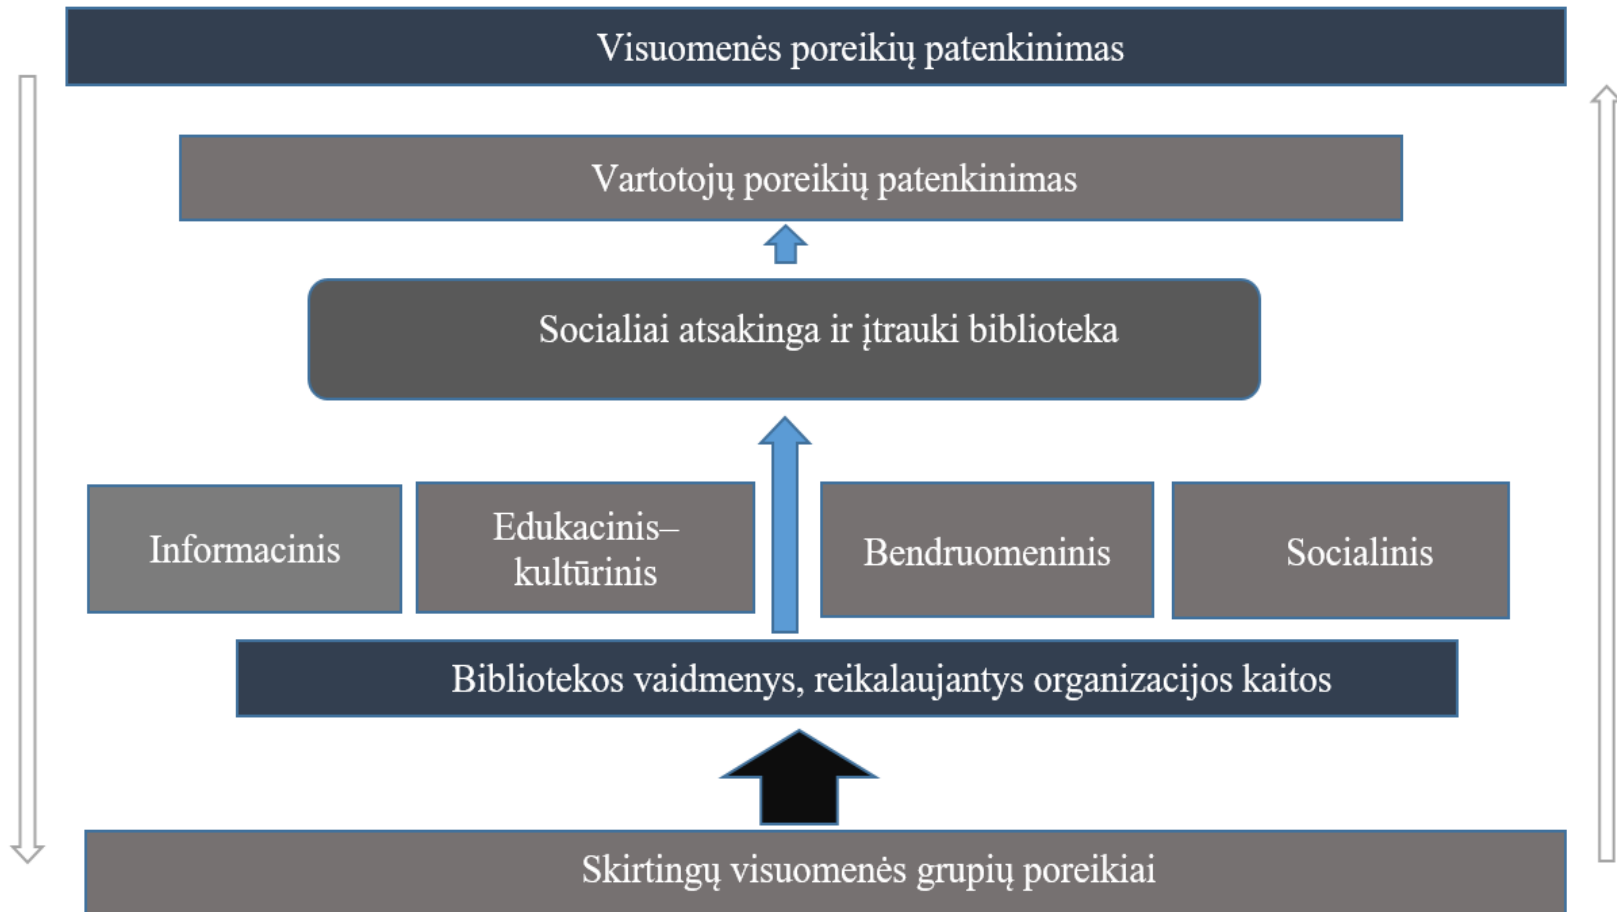 Visuomenės poreikių patenkinimas
Vartotojų poreikių patenkinimas
Socialiai atsakinga ir įtrauki biblioteka
Informacinis
Edukacinis–
kultūrinis
Bendruomeninis
Socialinis
Bibliotekos vaidmenys, reikalaujantys organizacijos kaitos
Skirtingų visuomenės grupių poreikiai